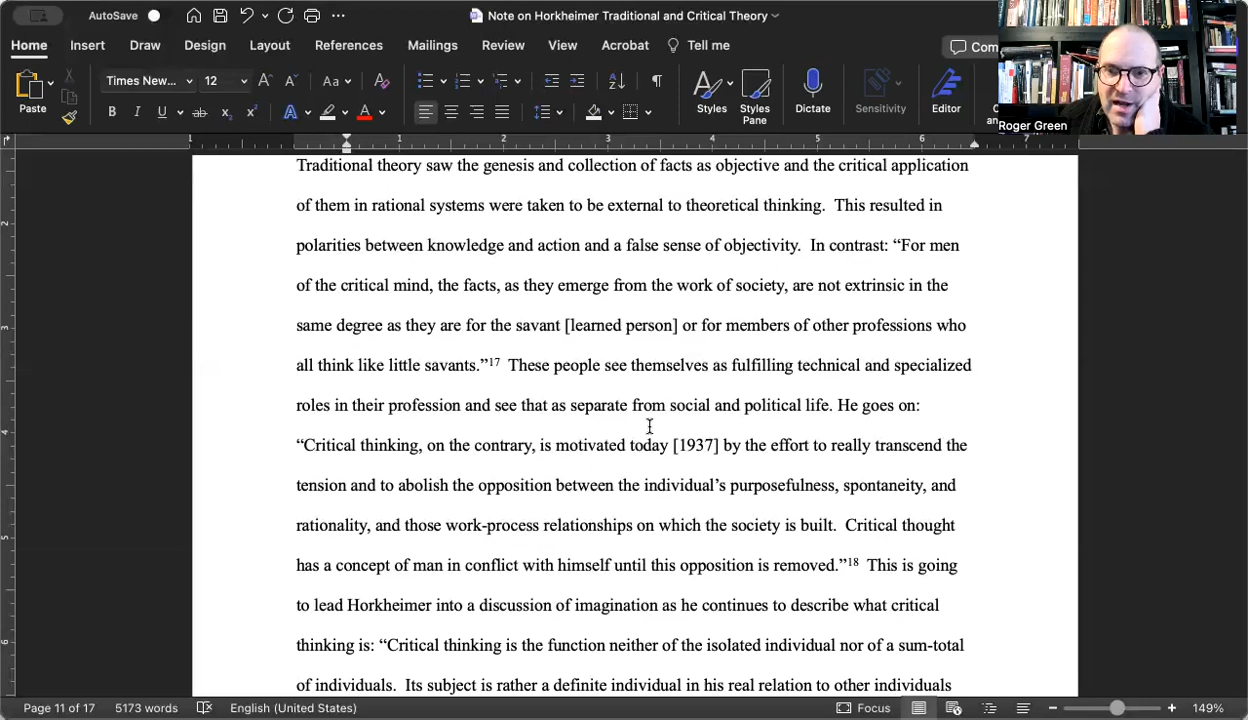 AutoSave
Note on Horkheimer Traditional and Critical Theory
Home Insert Draw Design Layout References Mailings Review View Acrobat Tell me
Com
Paste
Times New... 12
Aa
Styles
Styles Pane
Dictate
Sensitivity
Editor
Roger Green
Traditional theory saw the genesis and collection of facts as objective and the critical application
of them in rational systems were taken to be external to theoretical thinking. This resulted in
polarities between knowledge and action and a false sense of objectivity. In contrast: “For men
of the critical mind, the facts, as they emerge from the work of society, are not extrinsic in the
same degree as they are for the savant [learned person] or for members of other professions who
all think like little savants.”17 These people see themselves as fulfilling technical and specialized
roles in their profession and see that as separate from social and political life. He goes on:
“Critical thinking, on the contrary, is motivated today [1937] by the effort to really transcend the
tension and to abolish the opposition between the individual’s purposefulness, spontaneity, and
rationality, and those work-process relationships on which the society is built. Critical thought
has a concept of man in conflict with himself until this opposition is removed.”18 This is going
to lead Horkheimer into a discussion of imagination as he continues to describe what critical
thinking is: “Critical thinking is the function neither of the isolated individual nor of a sum-total
of individuals. Its subject is rather a definite individual in his real relation to other individuals
Page 11 of 17 5173 words English (United States) Focus 149%